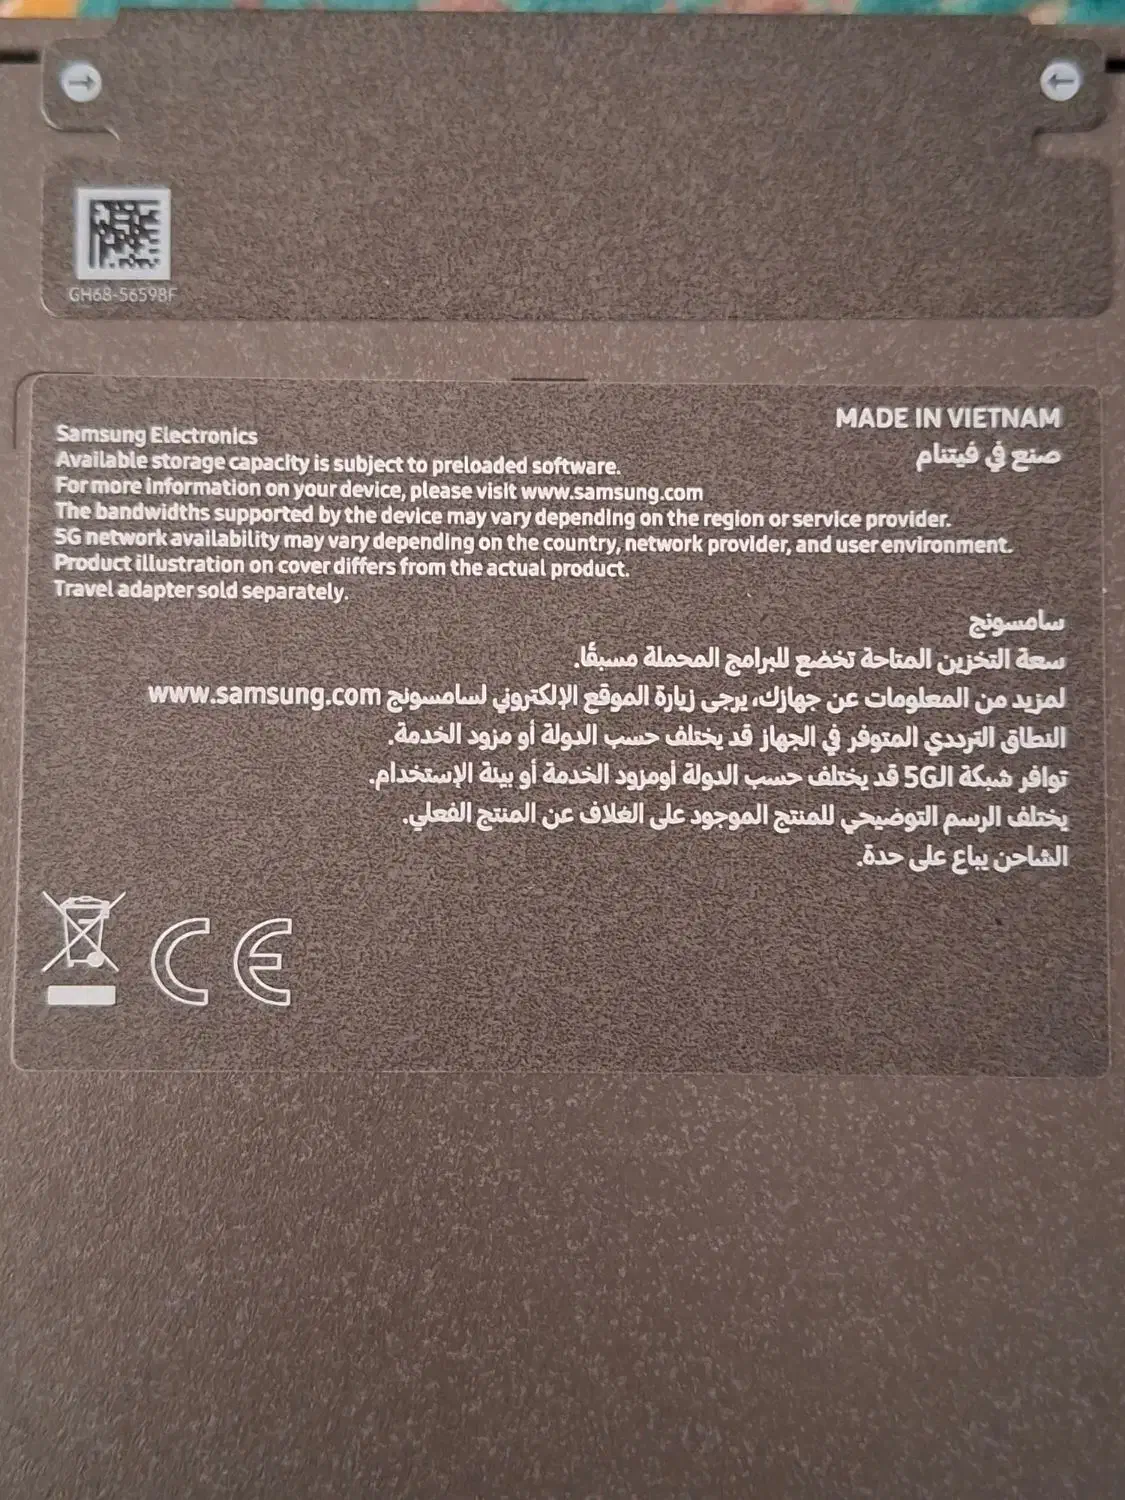 GH68-56598F
MADE IN VIETNAM
صنع في فيتنام
Samsung Electronics
Available storage capacity is subject to preloaded software.
For more information on your device, please visit www.samsung.com
The bandwidths supported by the device may vary depending on the region or service provider.
5G network availability may vary depending on the country, network provider, and user environment.
Product illustration on cover differs from the actual product.
Travel adapter sold separately.
سامسونج
سعة التخزين المتاحة تخضع للبرامج المحملة مسبقًا.
لمزيد من المعلومات عن جهازك، يرجى زيارة الموقع الإلكتروني لسامسونج www.samsung.com
النطاق الترددي المتوفر في الجهاز قد يختلف حسب الدولة أو مزود الخدمة.
توافر شبكة الـ5G قد يختلف حسب الدولة أومزود الخدمة أو بيئة الإستخدام.
يختلف الرسم التوضيحي للمنتج الموجود على الغلاف عن المنتج الفعلي.
الشاحن يباع على حدة.
CE